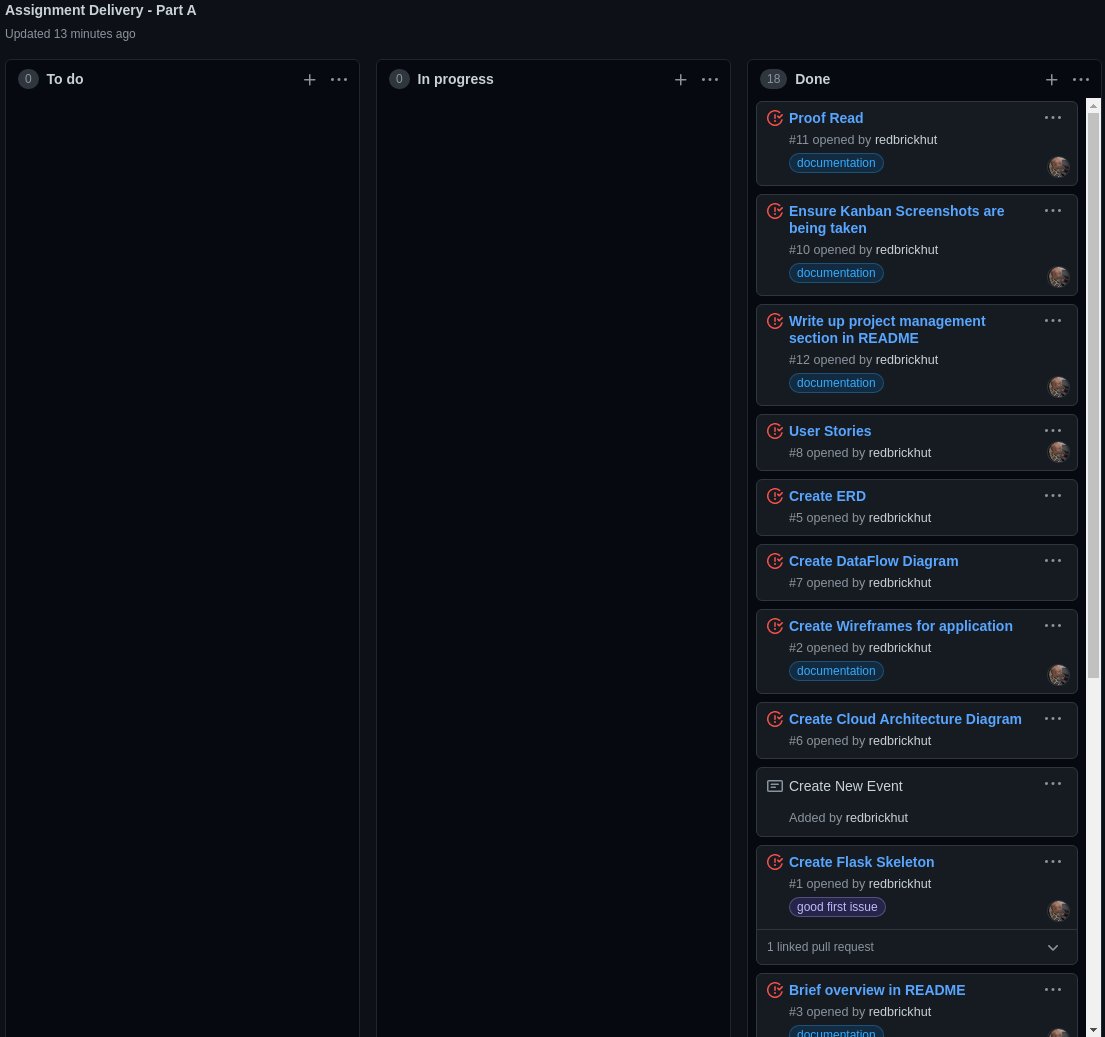 Assignment Delivery - Part A
Updated 13 minutes ago
0 To do
0 In progress
18 Done
Proof Read
#11 opened by redbrickhut
documentation
Ensure Kanban Screenshots are
being taken
#10 opened by redbrickhut
documentation
Write up project management
section in README
#12 opened by redbrickhut
documentation
User Stories
#8 opened by redbrickhut
Create ERD
#5 opened by redbrickhut
Create DataFlow Diagram
#7 opened by redbrickhut
Create Wireframes for application
#2 opened by redbrickhut
documentation
Create Cloud Architecture Diagram
#6 opened by redbrickhut
Create New Event
Added by redbrickhut
Create Flask Skeleton
#1 opened by redbrickhut
good first issue
1 linked pull request
Brief overview in README
#3 opened by redbrickhut
documentation